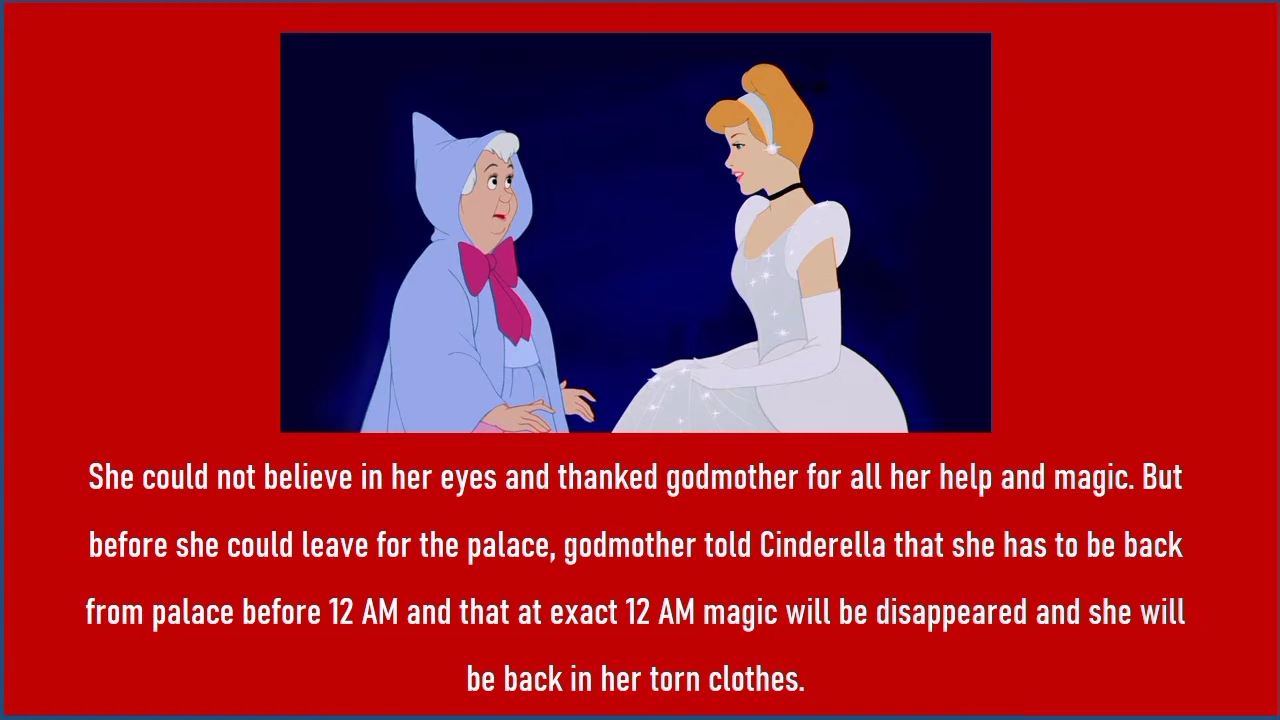 She could not believe in her eyes and thanked godmother for all her help and magic. But
before she could leave for the palace, godmother told Cinderella that she has to be back
from palace before 12 AM and that at exact 12 AM magic will be disappeared and she will
be back in her torn clothes.